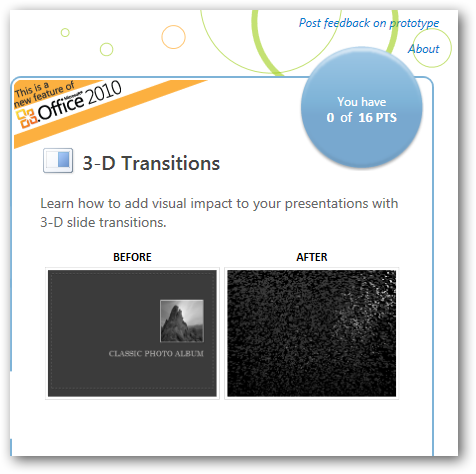 Post feedback on prototype
About
This is a
new feature of
Microsoft
Office 2010
You have
0 of 16 PTS
3-D Transitions
Learn how to add visual impact to your presentations with
3-D slide transitions.
BEFORE
AFTER
CLASSIC PHOTO ALBUM